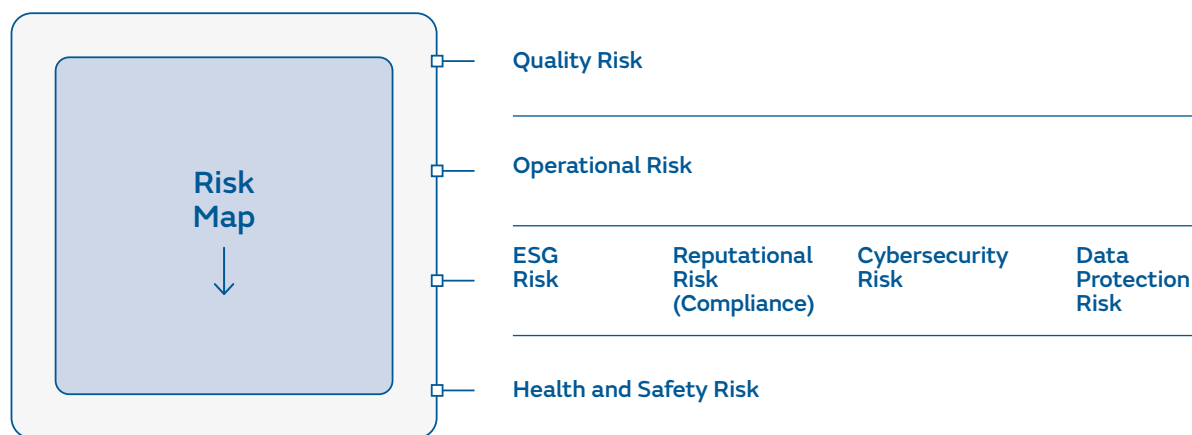 Risk
Map
Quality Risk
Operational Risk
ESG
Risk
Reputational
Risk
(Compliance)
Cybersecurity
Risk
Data
Protection
Risk
Health and Safety Risk